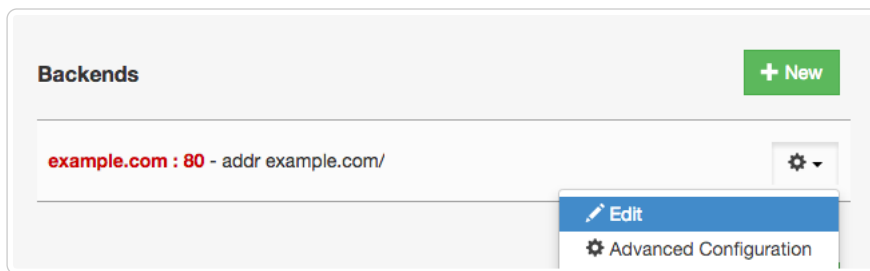 Backends
+ New
example.com : 80 - addr example.com/
Edit
Advanced Configuration